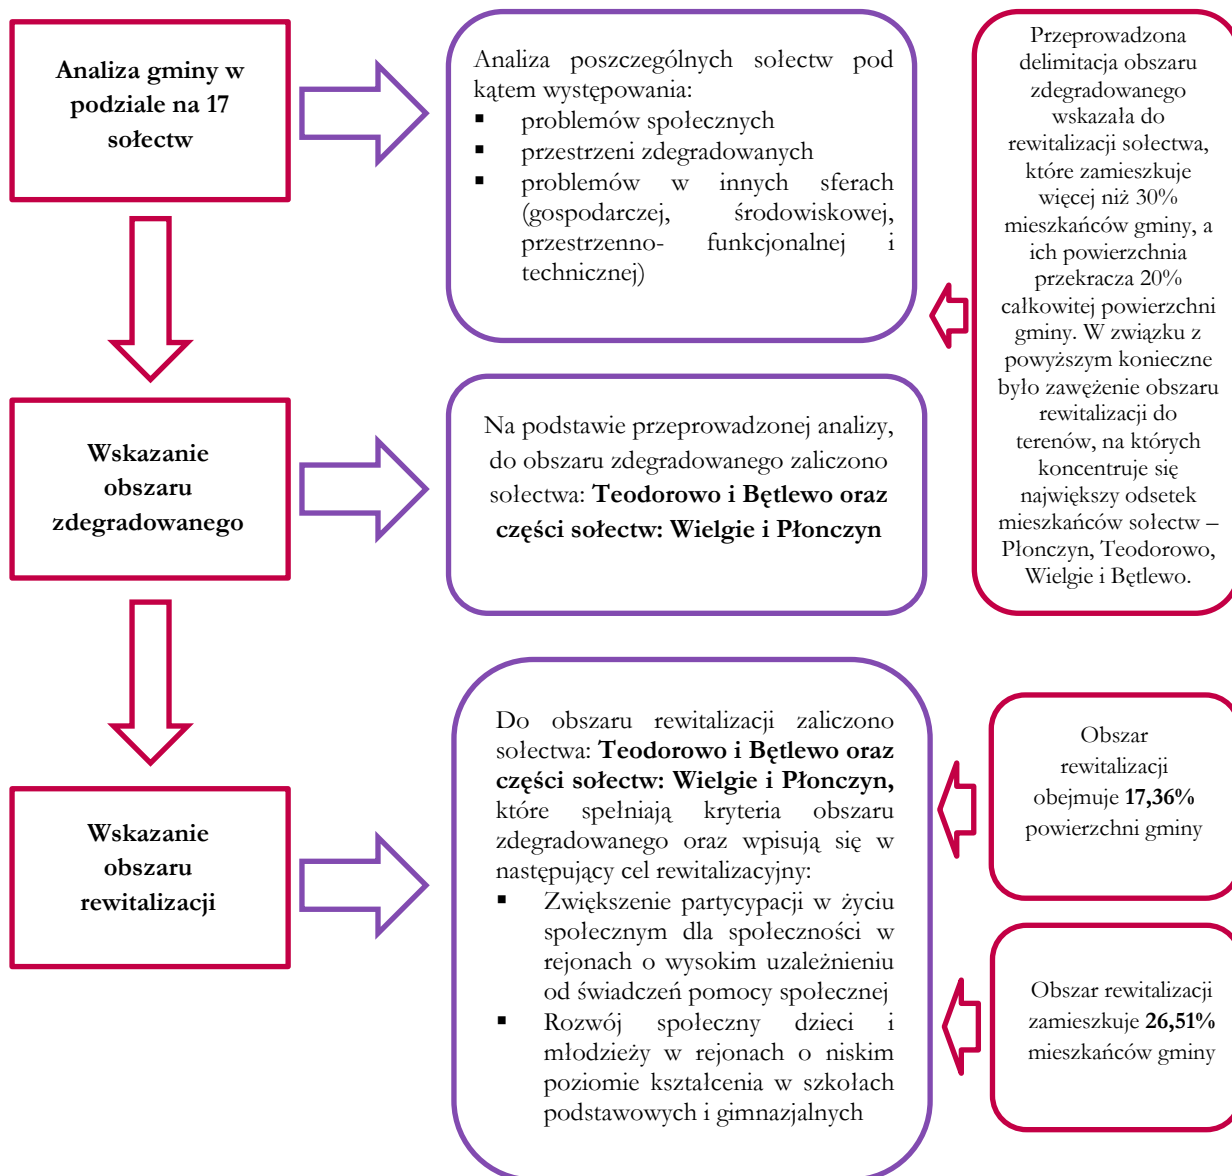 Analiza gminy w
podziale na 17
sołectw
Analiza poszczególnych sołectw pod
kątem występowania:
▪ problemów społecznych
▪ przestrzeni zdegradowanych
▪ problemów w innych sferach
(gospodarczej, środowiskowej,
przestrzenno- funkcjonalnej i
technicznej)
Przeprowadzona
delimitacja obszaru
zdegradowanego
wskazała do
rewitalizacji sołectwa,
które zamieszkuje
więcej niż 30%
mieszkańców gminy, a
ich powierzchnia
przekracza 20%
całkowitej powierzchni
gminy. W związku z
powyższym konieczne
było zawężenie obszaru
rewitalizacji do
terenów, na których
koncentruje się
największy odsetek
mieszkańców sołectw –
Płonczyn, Teodorowo,
Wielgie i Bętlewo.
Wskazanie
obszaru
zdegradowanego
Na podstawie przeprowadzonej analizy,
do obszaru zdegradowanego zaliczono
sołectwa: Teodorowo i Bętlewo oraz
części sołectw: Wielgie i Płonczyn
Wskazanie
obszaru
rewitalizacji
Do obszaru rewitalizacji zaliczono
sołectwa: Teodorowo i Bętlewo oraz
części sołectw: Wielgie i Płonczyn,
które spełniają kryteria obszaru
zdegradowanego oraz wpisują się w
następujący cel rewitalizacyjny:
▪ Zwiększenie partycypacji w życiu
społecznym dla społeczności w
rejonach o wysokim uzależnieniu
od świadczeń pomocy społecznej
▪ Rozwój społeczny dzieci i
młodzieży w rejonach o niskim
poziomie kształcenia w szkołach
podstawowych i gimnazjalnych
Obszar
rewitalizacji
obejmuje 17,36%
powierzchni gminy
Obszar rewitalizacji
zamieszkuje 26,51%
mieszkańców gminy